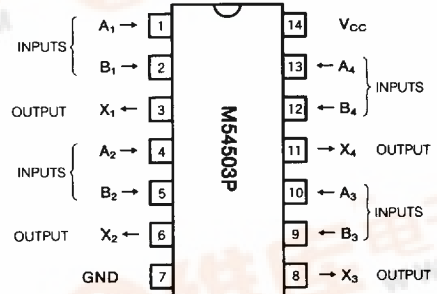 A₁ → 1 14 VCC
INPUTS
B₁ → 2 13 ← A₄
INPUTS
OUTPUT X₁ ← 3 12 ← B₄
A₂ → 4 11 → X₄ OUTPUT
INPUTS
B₂ → 5 10 ← A₃
INPUTS
OUTPUT X₂ ← 6 9 ← B₃
GND 7 8 → X₃ OUTPUT
M54503P